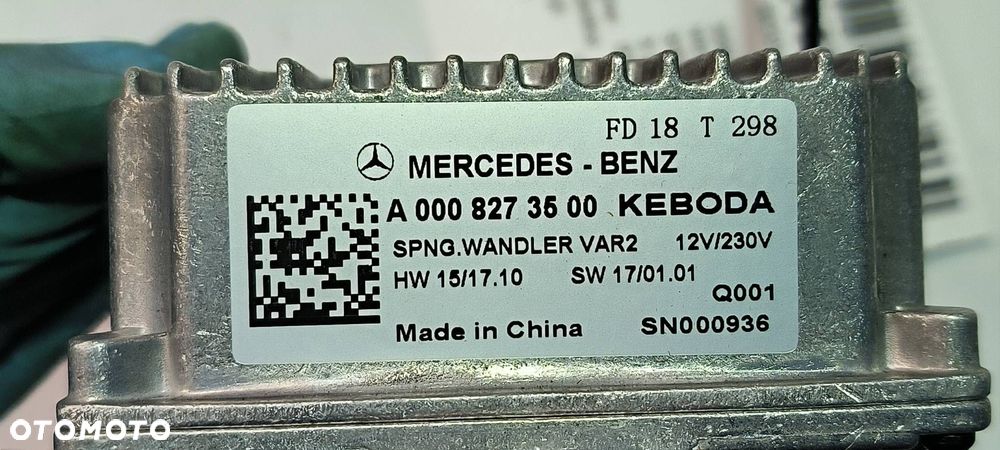 FD 18 T 298
MERCEDES - BENZ
A 000 827 35 00 KEBODA
SPNG.WANDLER VAR2 12V/230V
HW 15/17.10 SW 17/01.01
Q001
Made in China SN000936
OTOMOTO